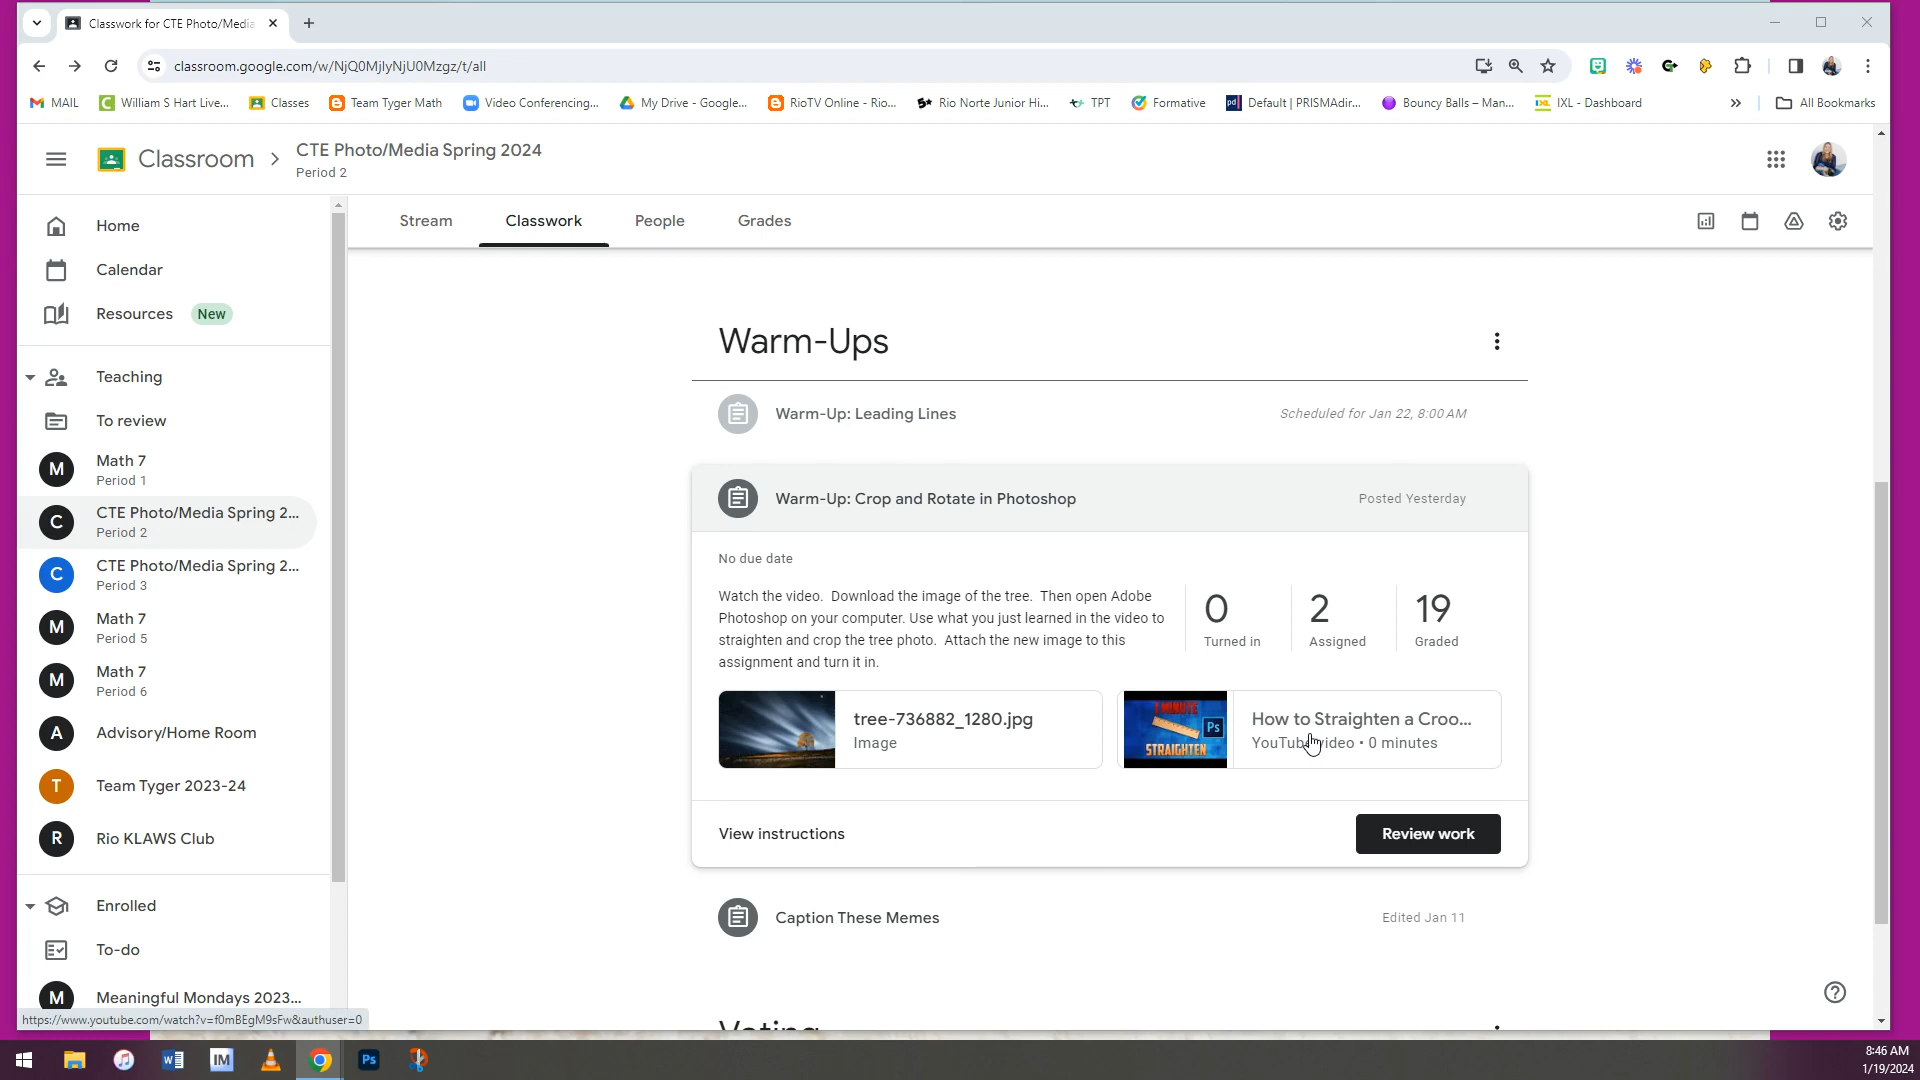 Classwork for CTE Photo/Media
classroom.google.com/w/NjQ0MjlyNjU0Mzgz/t/all
MAIL
William S Hart Live...
Classes
Team Tyger Math
Video Conferencing...
My Drive - Google...
RioTV Online - Rio...
Rio Norte Junior Hi...
TPT
Formative
Default | PRISMAdir...
Bouncy Balls – Man...
IXL - Dashboard
»
All Bookmarks
Classroom
CTE Photo/Media Spring 2024
Period 2
Home
Calendar
Resources New
Teaching
To review
M
Math 7
Period 1
C
CTE Photo/Media Spring 2...
Period 2
C
CTE Photo/Media Spring 2...
Period 3
M
Math 7
Period 5
M
Math 7
Period 6
A
Advisory/Home Room
T
Team Tyger 2023-24
R
Rio KLAWS Club
Enrolled
To-do
M
Meaningful Mondays 2023...
https://www.youtube.com/watch?v=f0mBEgM9sFw&authuser=0
Stream
Classwork
People
Grades
Warm-Ups
Warm-Up: Leading Lines
Scheduled for Jan 22, 8:00 AM
Warm-Up: Crop and Rotate in Photoshop
Posted Yesterday
No due date
Watch the video. Download the image of the tree. Then open Adobe
Photoshop on your computer. Use what you just learned in the video to
straighten and crop the tree photo. Attach the new image to this
assignment and turn it in.
0
Turned in
2
Assigned
19
Graded
tree-736882_1280.jpg
Image
1 MINUTE
Ps
STRAIGHTEN
How to Straighten a Croo...
YouTube video • 0 minutes
View instructions
Review work
Caption These Memes
Edited Jan 11
Voting
W
IM
Ps
8:46 AM
1/19/2024